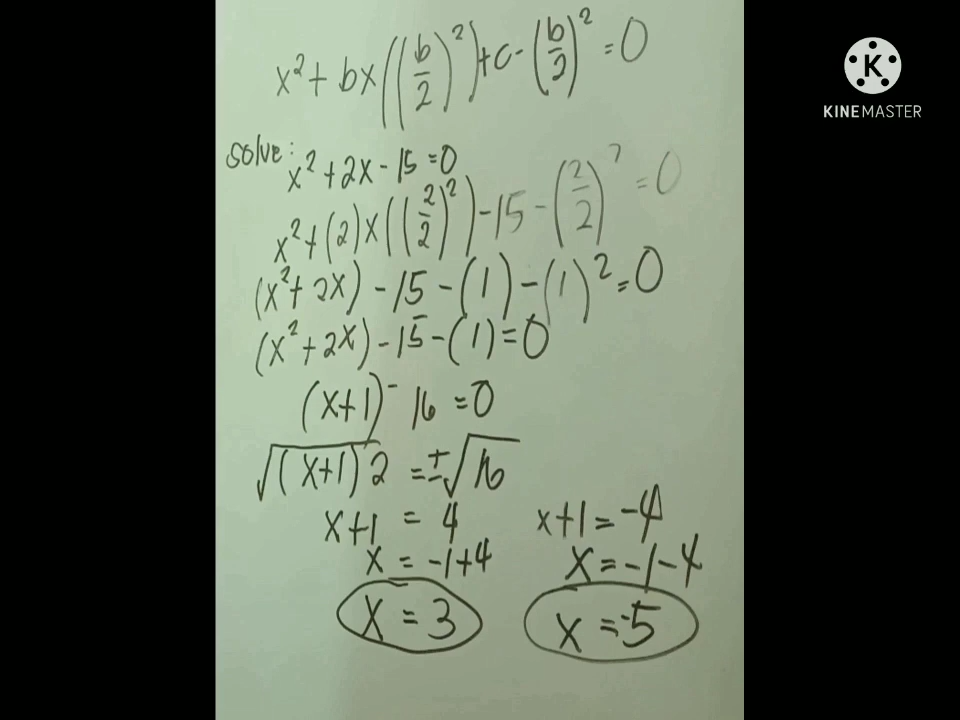 x² + bx((b/2)²) + c - (b/2)² = 0
K
KINEMASTER
solve: x² + 2x - 15 = 0
x² + (2)x((2/2)²) - 15 - (2/2)² = 0
(x² + 2x) - 15 - (1) - (1)² = 0
(x² + 2x) - 15 - (1) = 0
(x+1) - 16 = 0
√(x+1)2 = ±√16
x+1 = 4 x+1 = -4
x = -1+4 x = -1-4
x = 3 x = -5